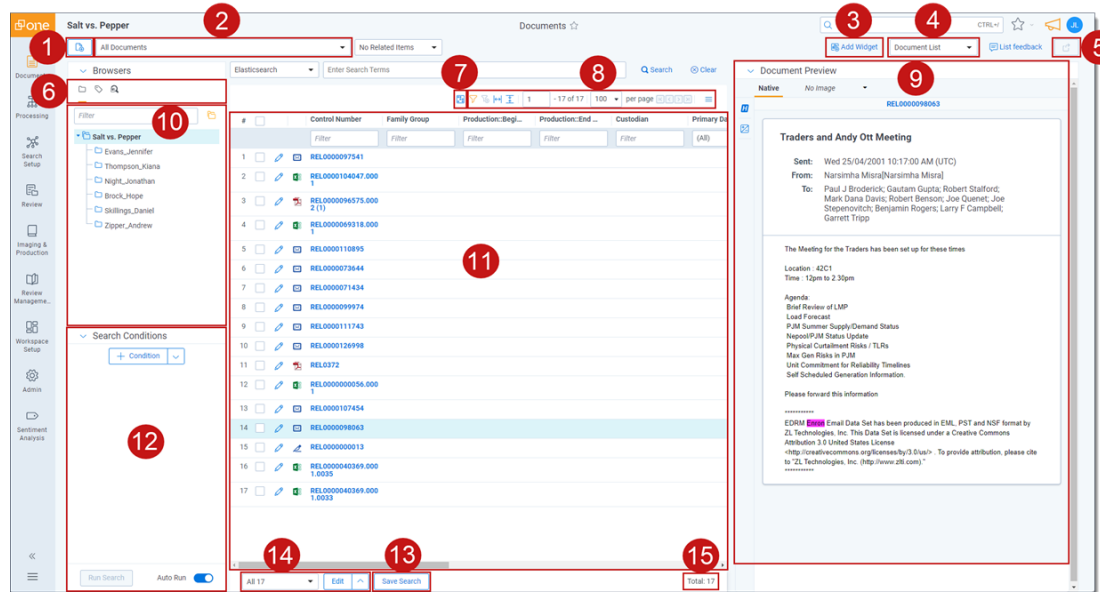 one
Salt vs. Pepper
2
Documents
3
4
CTRL+/
JL
1
All Documents
No Related Items
Add Widget
Document List
List feedback
5
Documents
Browsers
Elasticsearch
Enter Search Terms
Search
Clear
Document Preview
7
8
9
6
Native
No Image
Processing
1
- 17 of 17
100
per page
REL0000098063
Filter
10
#
Control Number
Family Group
Production::Begi...
Production::End ...
Custodian
Primary Da
Salt vs. Pepper
Filter
Filter
Filter
Filter
Filter
(All)
Traders and Andy Ott Meeting
Search
Setup
Evans_Jennifer
Thompson_Kiana
Night_Jonathan
Brock_Hope
Skillings_Daniel
Zipper_Andrew
Review
Imaging &
Production
Review
Manageme...
Workspace
Setup
Admin
Sentiment
Analysis
1 REL0000097541
2 REL0000104047.000
1
3 REL0000096575.000
2 (1)
4 REL0000069318.000
1
5 REL0000110895
11
6 REL0000073644
7 REL0000071434
8 REL0000099974
9 REL0000111743
10 REL0000126998
11 REL0372
12 REL0000000056.000
1
13 REL0000107454
14 REL0000098063
15 REL0000000013
16 REL0000040369.000
1.0035
17 REL0000040369.000
1.0033
Sent: Wed 25/04/2001 10:17:00 AM (UTC)
From: Narsimha Misra[Narsimha Misra]
To: Paul J Broderick; Gautam Gupta; Robert Stalford;
Mark Dana Davis; Robert Benson; Joe Quenet; Joe
Stepenovitch; Benjamin Rogers; Larry F Campbell;
Garrett Tripp
The Meeting for the Traders has been set up for these times
Location : 42C1
Time : 12pm to 2.30pm
Agenda:
Brief Review of LMP
Load Forecast
PJM Summer Supply/Demand Status
Nepool/PJM Status Update
Physical Curtailment Risks / TLRs
Max Gen Risks in PJM
Unit Commitment for Reliability Timelines
Self Scheduled Generation Information.
Please forward this information
***********
EDRM Enron Email Data Set has been produced in EML, PST and NSF format by
ZL Technologies, Inc. This Data Set is licensed under a Creative Commons
Attribution 3.0 United States License
<http://creativecommons.org/licenses/by/3.0/us/> . To provide attribution, please cite
to "ZL Technologies, Inc. (http://www.zlti.com)."
***********
Search Conditions
+ Condition
12
14
13
15
Run Search
Auto Run
All 17
Edit
Save Search
Total: 17